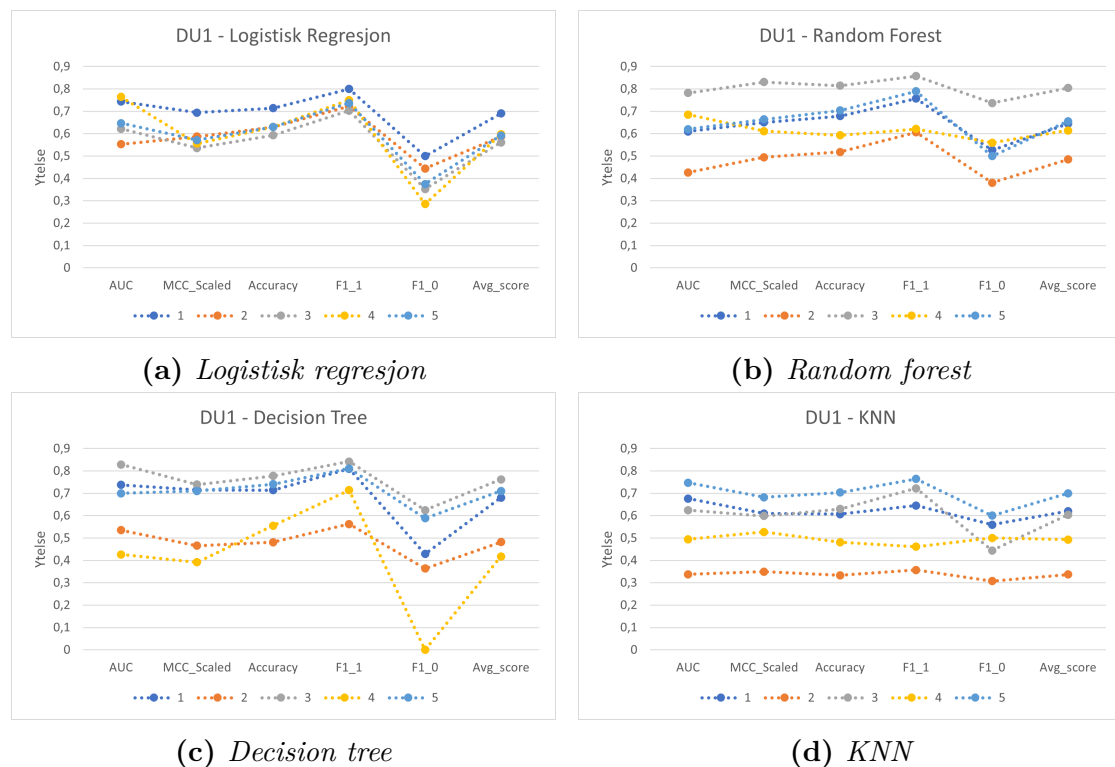 DU1 - Logistisk Regresjon
Ytelse
0,9
0,8
0,7
0,6
0,5
0,4
0,3
0,2
0,1
0
AUC MCC_Scaled Accuracy F1_1 F1_0 Avg_score
1 2 3 4 5
(a) Logistisk regresjon
DU1 - Random Forest
Ytelse
0,9
0,8
0,7
0,6
0,5
0,4
0,3
0,2
0,1
0
AUC MCC_Scaled Accuracy F1_1 F1_0 Avg_score
1 2 3 4 5
(b) Random forest
DU1 - Decision Tree
Ytelse
0,9
0,8
0,7
0,6
0,5
0,4
0,3
0,2
0,1
0
AUC MCC_Scaled Accuracy F1_1 F1_0 Avg_score
1 2 3 4 5
(c) Decision tree
DU1 - KNN
Ytelse
0,9
0,8
0,7
0,6
0,5
0,4
0,3
0,2
0,1
0
AUC MCC_Scaled Accuracy F1_1 F1_0 Avg_score
1 2 3 4 5
(d) KNN